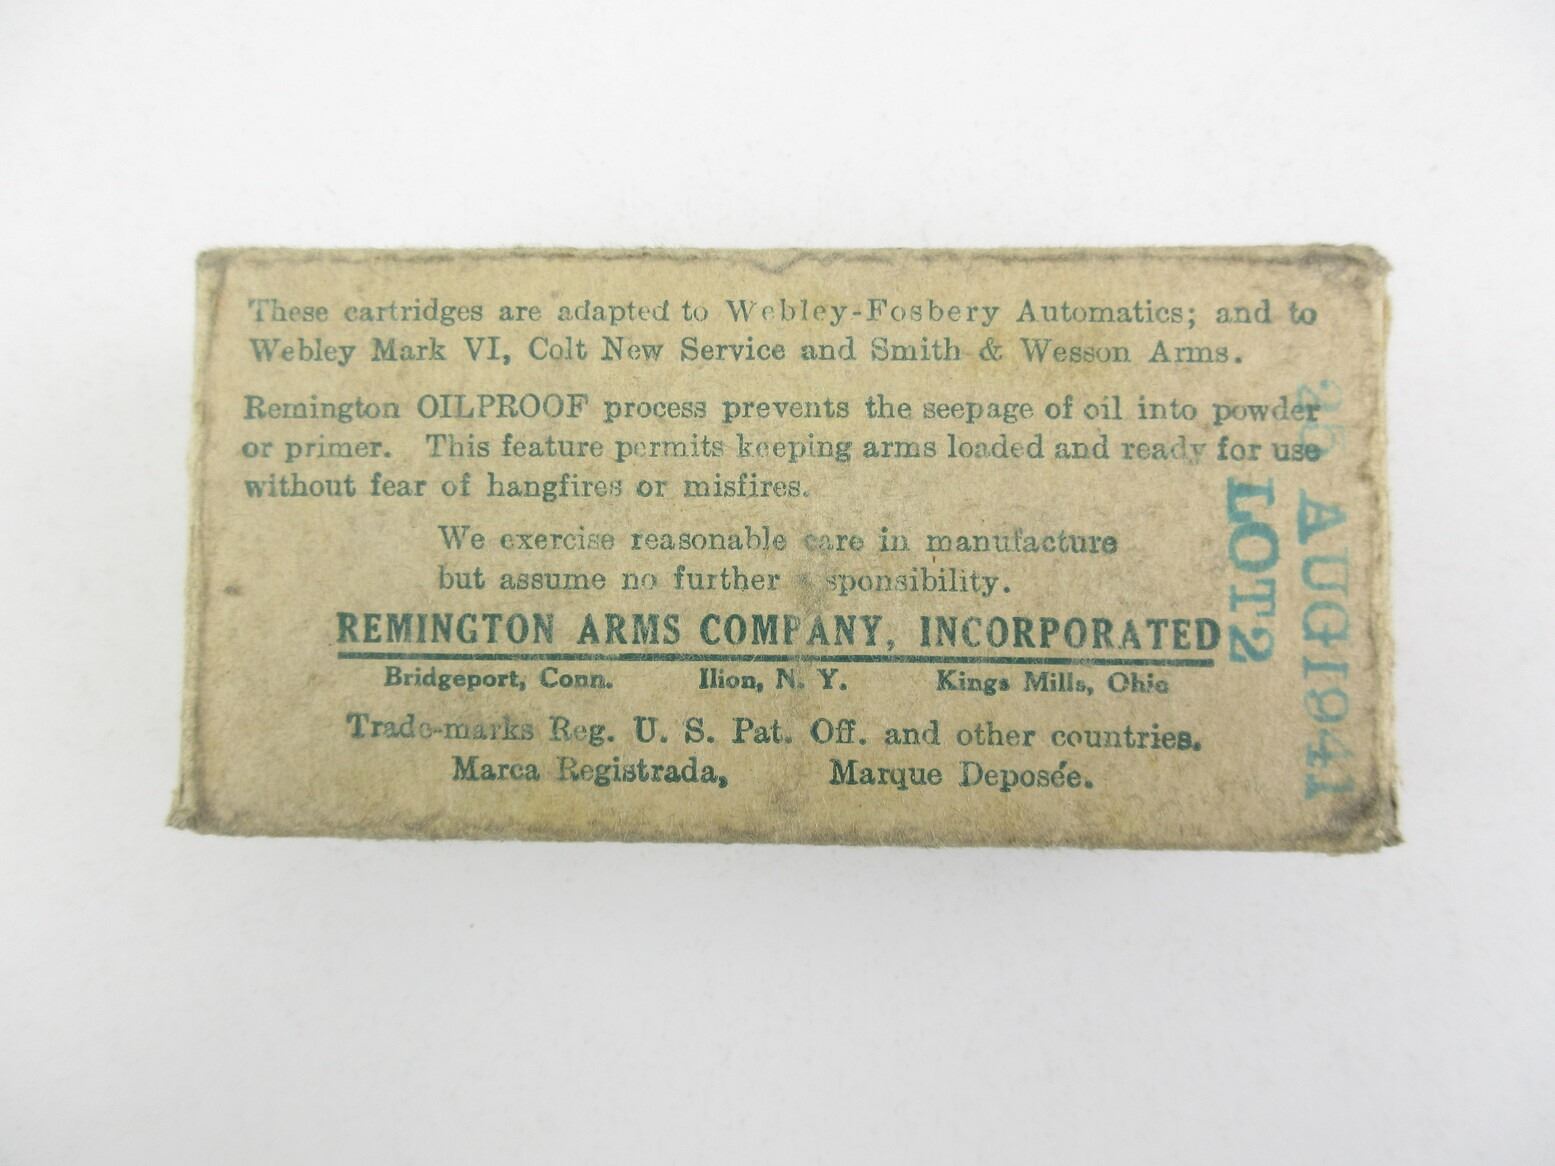 These cartridges are adapted to Webley-Fosbery Automatics; and to
Webley Mark VI, Colt New Service and Smith & Wesson Arms.
Remington OILPROOF process prevents the seepage of oil into powder
or primer. This feature permits keeping arms loaded and ready for use
without fear of hangfires or misfires.
We exercise reasonable care in manufacture
but assume no further sponsibility.
REMINGTON ARMS COMPANY, INCORPORATED
Bridgeport, Conn. Ilion, N. Y. Kings Mills, Ohio
Trade-marks Reg. U. S. Pat. Off. and other countries.
Marca Registrada, Marque Deposée.
LOT2
AUG1941